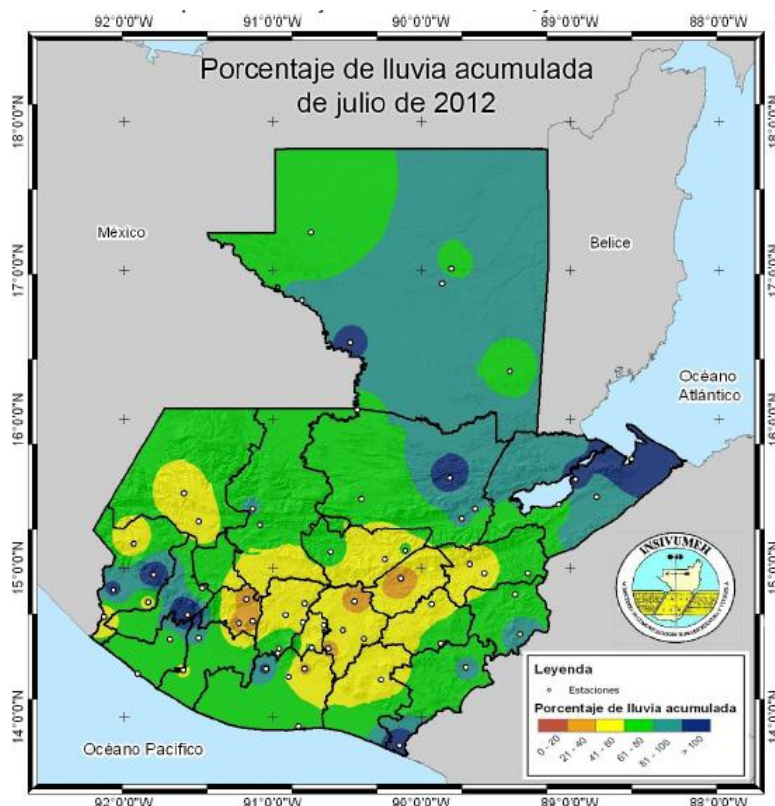 92°0'0"W 91°0'0"W 90°0'0"W 89°0'0"W 88°0'0"W
Porcentaje de lluvia acumulada
de julio de 2012
18°0'0"N 18°0'0"N
México
Belice
17°0'0"N 17°0'0"N
Océano
Atlántico
16°0'0"N 16°0'0"N
INSIVUMEH
15°0'0"N 15°0'0"N
Leyenda
Estaciones
Porcentaje de lluvia acumulada
14°0'0"N 14°0'0"N
0 - 20 21 - 40 41 - 60 61 - 80 81 - 100 > 100
Océano Pacífico
92°0'0"W 91°0'0"W 90°0'0"W 89°0'0"W 88°0'0"W